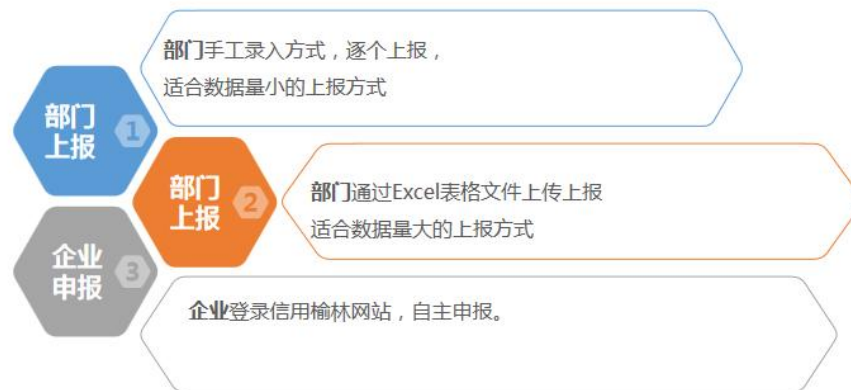 部门手工录入方式，逐个上报，
适合数据量小的上报方式
部门
上报
1
部门
上报
2
部门通过Excel表格文件上传上报
适合数据量大的上报方式
企业
申报
3
企业登录信用榆林网站，自主申报。